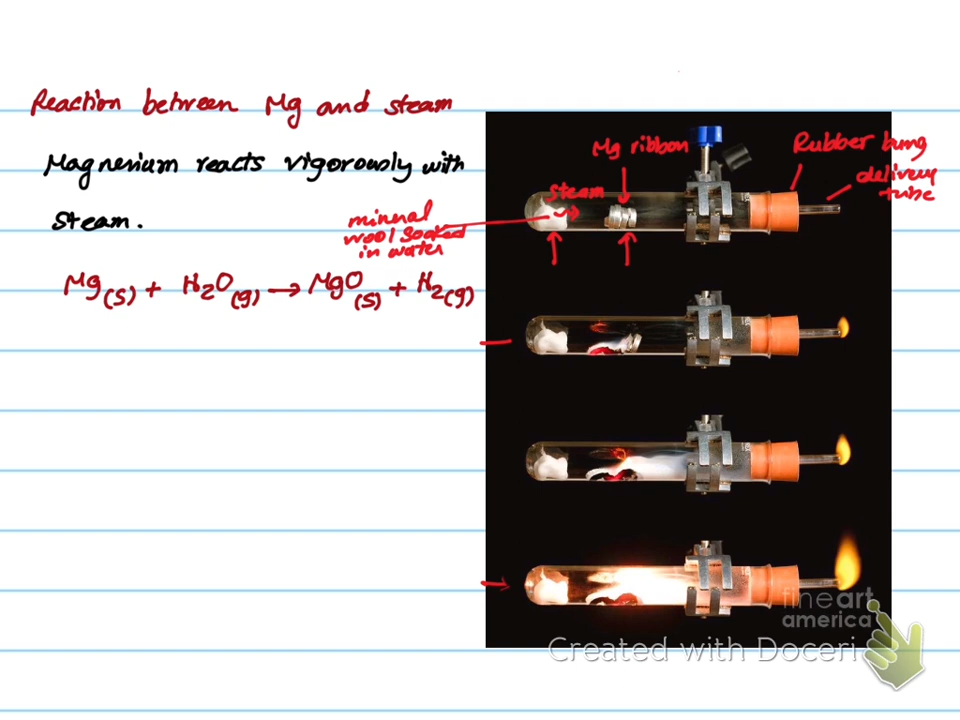 Reaction between Mg and steam
Magnesium reacts vigorously with
steam.
Mg(s) + H2O(g) → MgO(s) + H2(g)
Mg ribbon
Rubber bung
delivery
tube
steam
mineral
wool soaked
in water
fineart
america
Created with Doceri